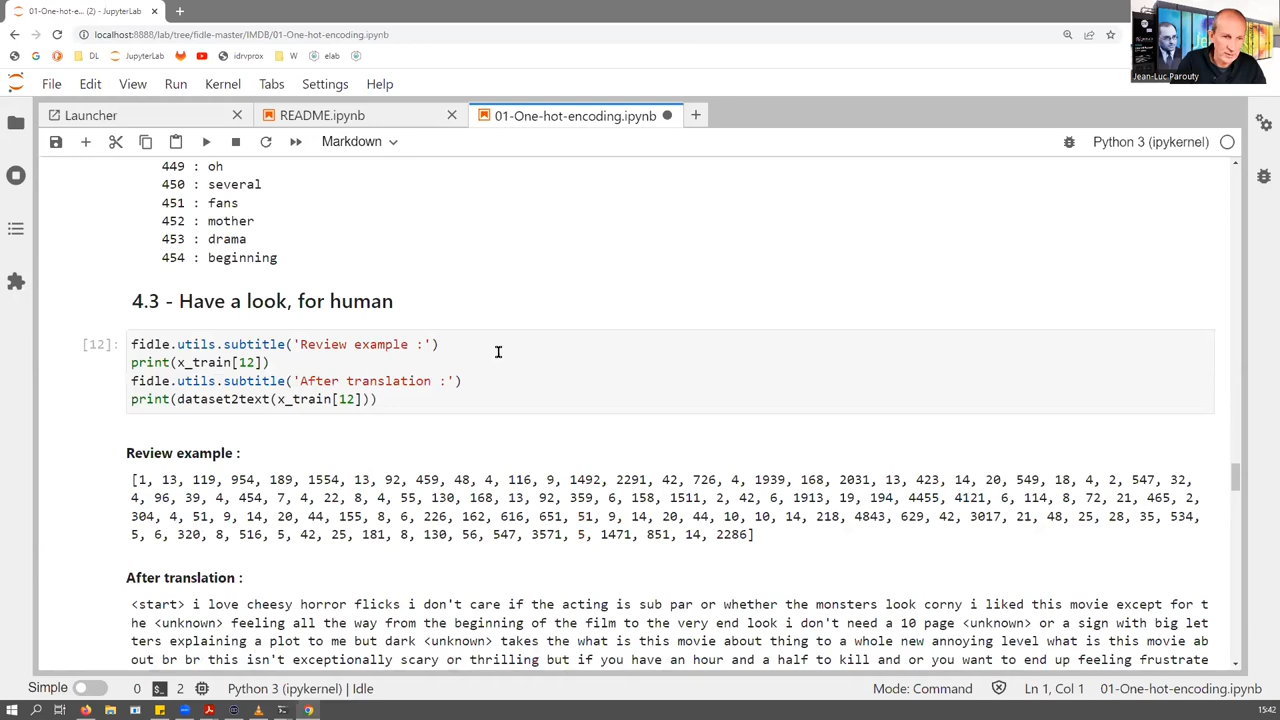 01-One-hot-e... (2) - JupyterLab
localhost:8888/lab/tree/fidle-master/IMDB/01-One-hot-encoding.ipynb
DL
JupyterLab
idrvprox
W
elab
Jean-Luc Parouty
File Edit View Run Kernel Tabs Settings Help
Launcher
README.ipynb
01-One-hot-encoding.ipynb
Markdown
Python 3 (ipykernel)
449 : oh
450 : several
451 : fans
452 : mother
453 : drama
454 : beginning
4.3 - Have a look, for human
[12]:
fidle.utils.subtitle('Review example :')
print(x_train[12])
fidle.utils.subtitle('After translation :')
print(dataset2text(x_train[12]))
Review example :
[1, 13, 119, 954, 189, 1554, 13, 92, 459, 48, 4, 116, 9, 1492, 2291, 42, 726, 4, 1939, 168, 2031, 13, 423, 14, 20, 549, 18, 4, 2, 547, 32,
4, 96, 39, 4, 454, 7, 4, 22, 8, 4, 55, 130, 168, 13, 92, 359, 6, 158, 1511, 2, 42, 6, 1913, 19, 194, 4455, 4121, 6, 114, 8, 72, 21, 465, 2,
304, 4, 51, 9, 14, 20, 44, 155, 8, 6, 226, 162, 616, 651, 51, 9, 14, 20, 44, 10, 10, 14, 218, 4843, 629, 42, 3017, 21, 48, 25, 28, 35, 534,
5, 6, 320, 8, 516, 5, 42, 25, 181, 8, 130, 56, 547, 3571, 5, 1471, 851, 14, 2286]
After translation :
<start> i love cheesy horror flicks i don't care if the acting is sub par or whether the monsters look corny i liked this movie except for t
he <unknown> feeling all the way from the beginning of the film to the very end look i don't need a 10 page <unknown> or a sign with big let
ters explaining a plot to me but dark <unknown> takes the what is this movie about thing to a whole new annoying level what is this movie ab
out br br this isn't exceptionally scary or thrilling but if you have an hour and a half to kill and or you want to end up feeling frustrate
Simple 0 2 Python 3 (ipykernel) | Idle
Mode: Command
Ln 1, Col 1
01-One-hot-encoding.ipynb
15:42